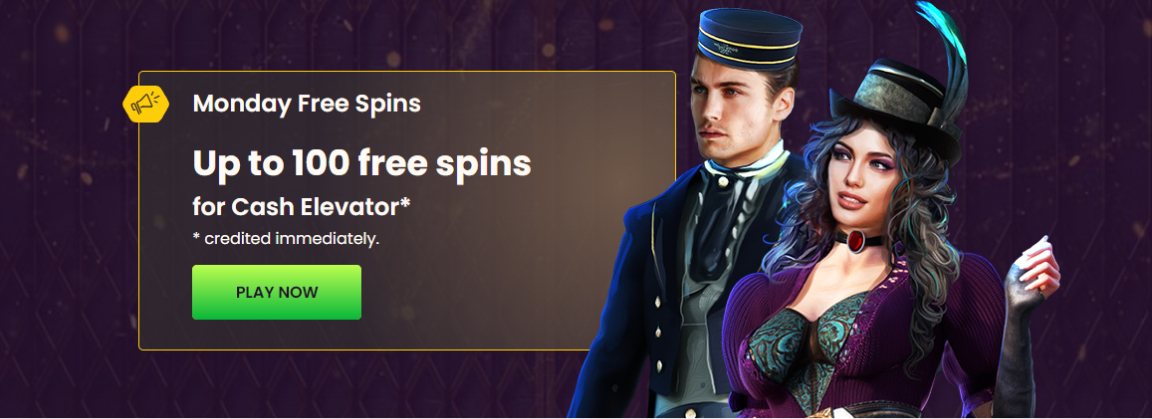 Monday Free Spins
Up to 100 free spins
for Cash Elevator*
* credited immediately.
PLAY NOW